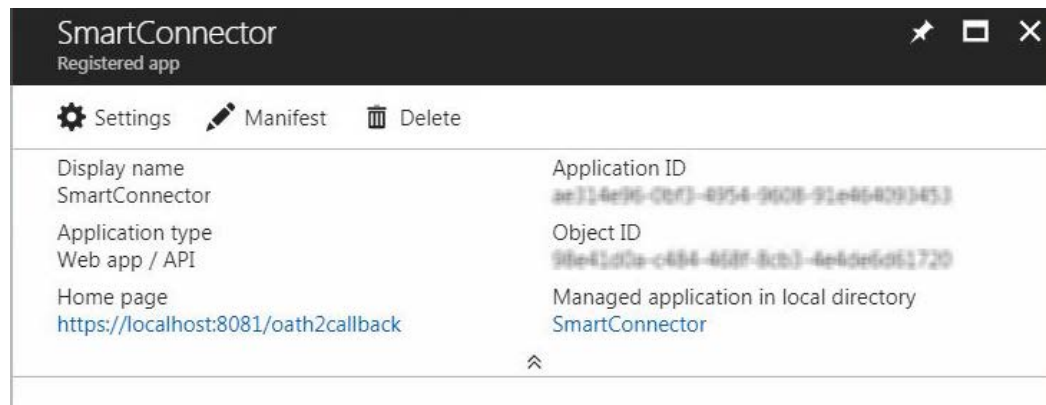 SmartConnector
Registered app
Settings Manifest Delete
Display name
SmartConnector
Application ID
Application type
Web app / API
Object ID
Home page
https://localhost:8081/oath2callback
Managed application in local directory
SmartConnector